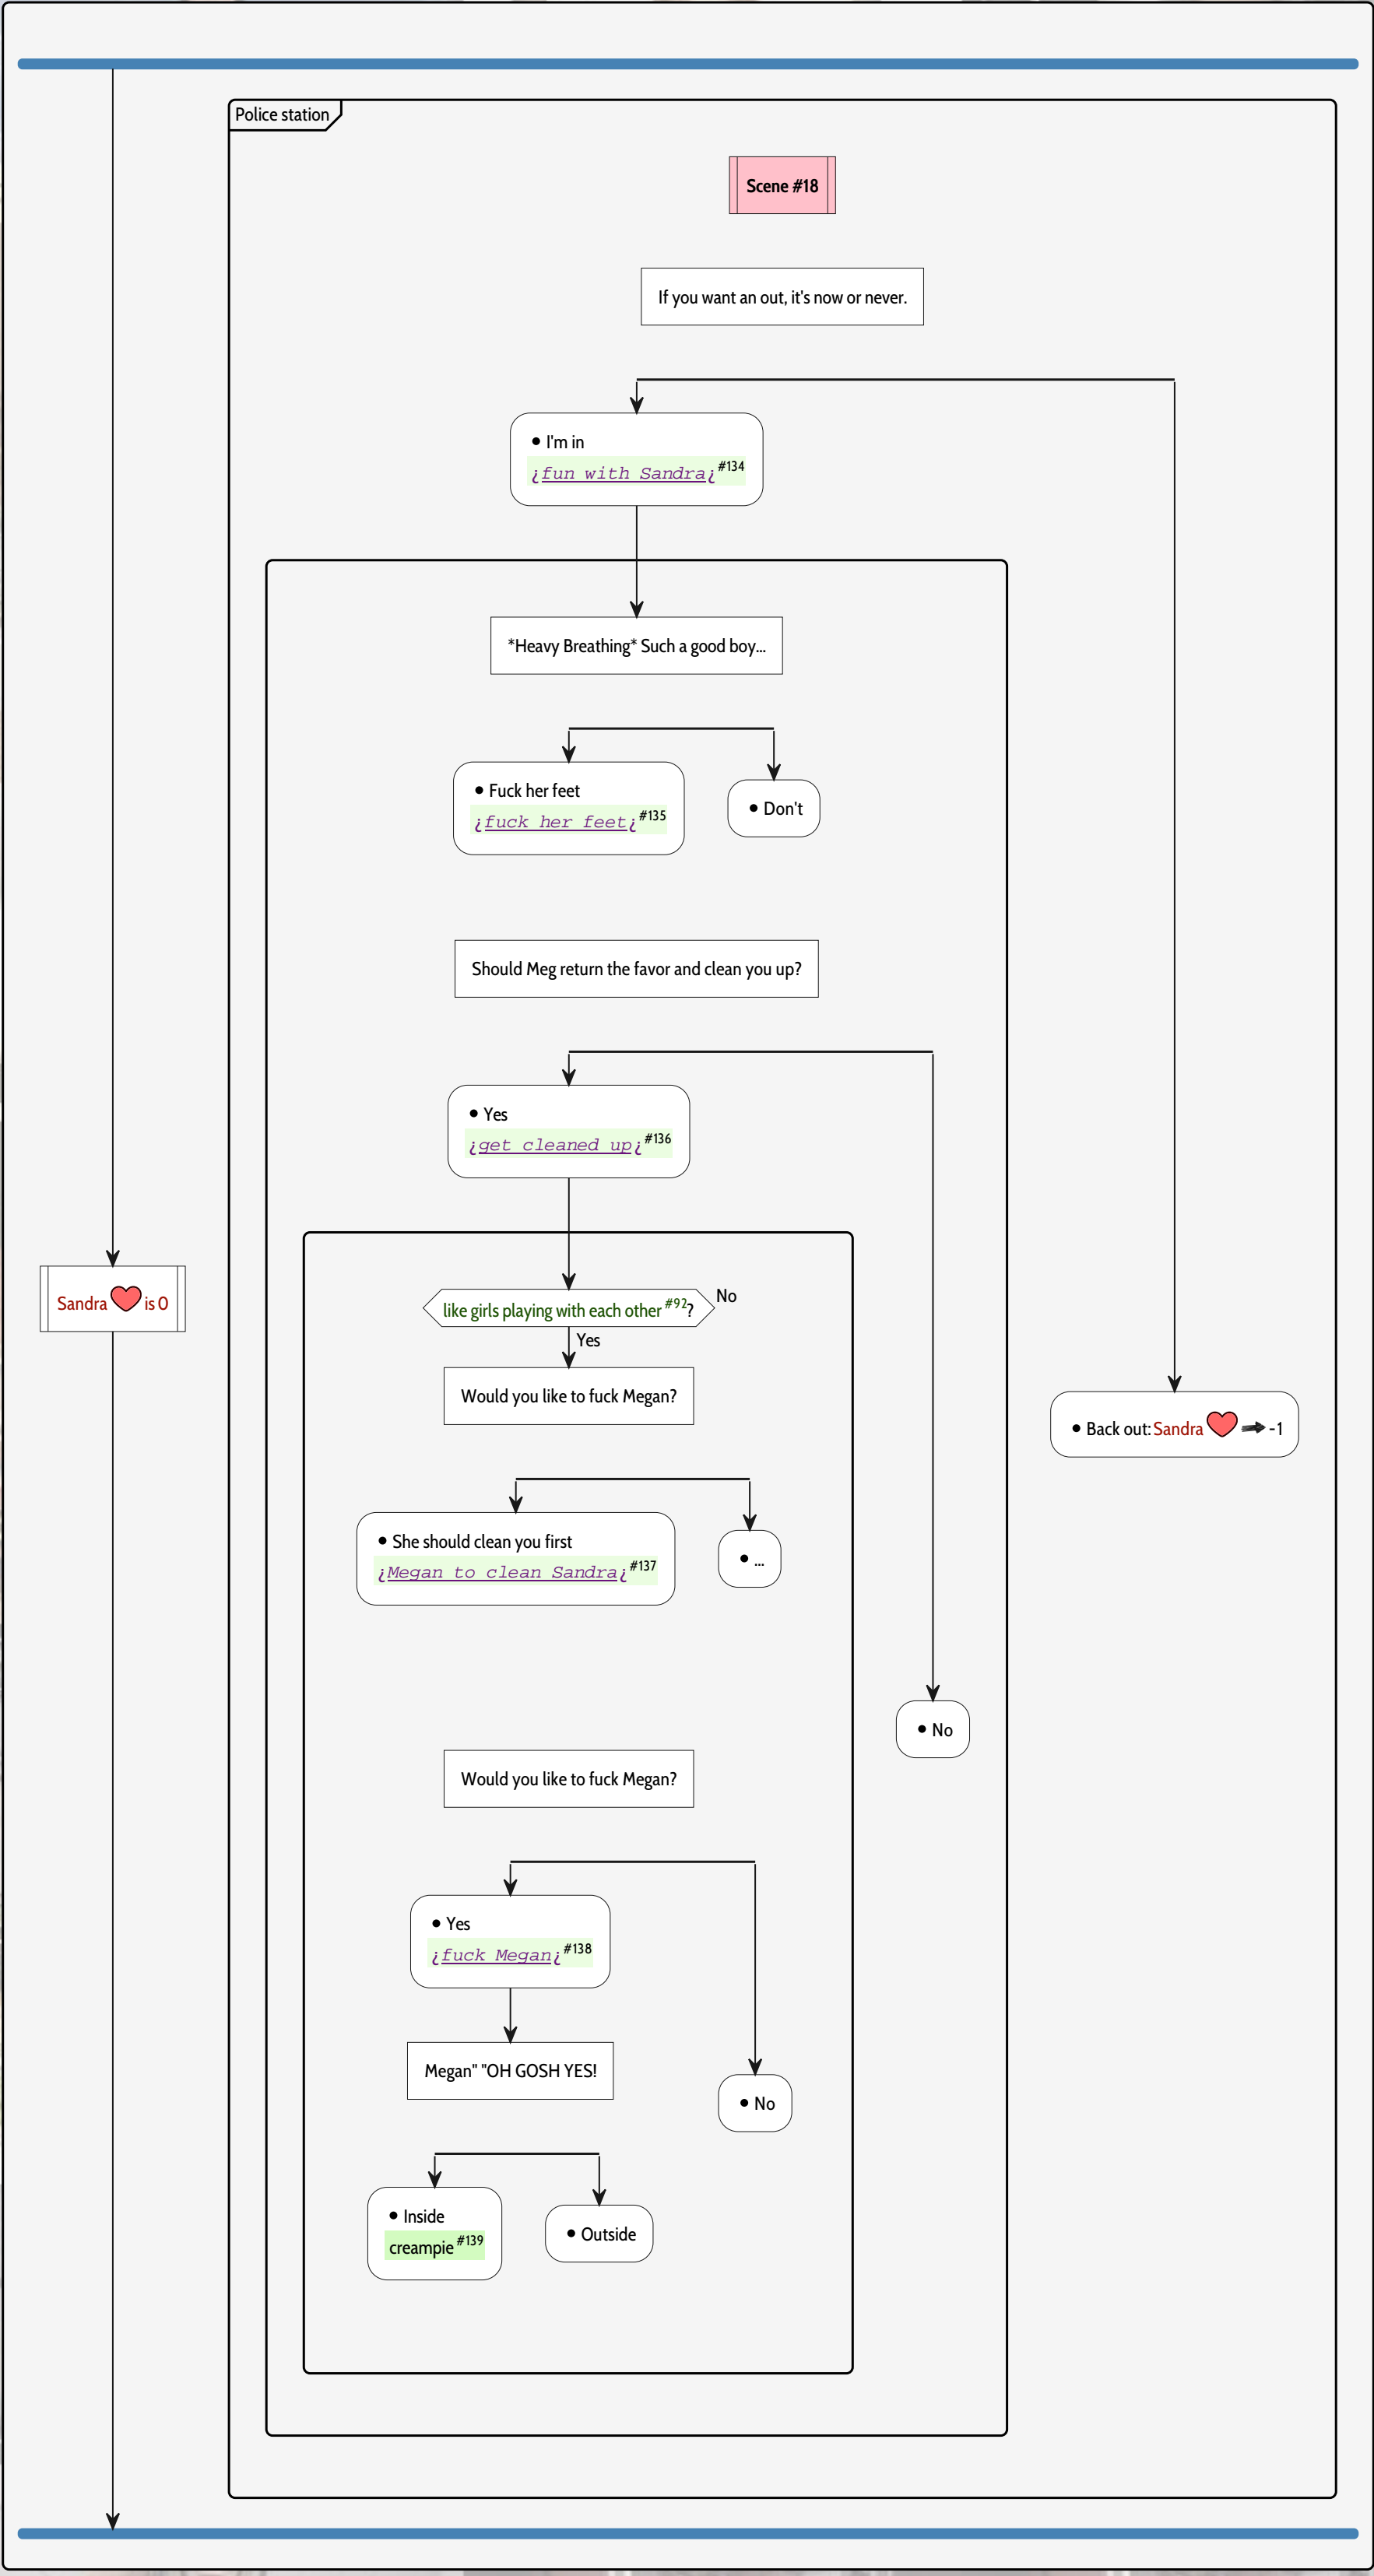 Police station
Scene #18
If you want an out, it's now or never.
• I'm in
¿fun with Sandra¿#134
*Heavy Breathing* Such a good boy...
• Fuck her feet
¿fuck her feet¿#135
• Don't
Should Meg return the favor and clean you up?
• Yes
¿get cleaned up¿#136
Sandra ❤ is 0
like girls playing with each other #92?
No
Yes
Would you like to fuck Megan?
• Back out: Sandra ❤ ➡ -1
• She should clean you first
¿Megan to clean Sandra¿#137
• ...
• No
Would you like to fuck Megan?
• Yes
¿fuck Megan¿#138
Megan" "OH GOSH YES!
• No
• Inside
creampie #139
• Outside